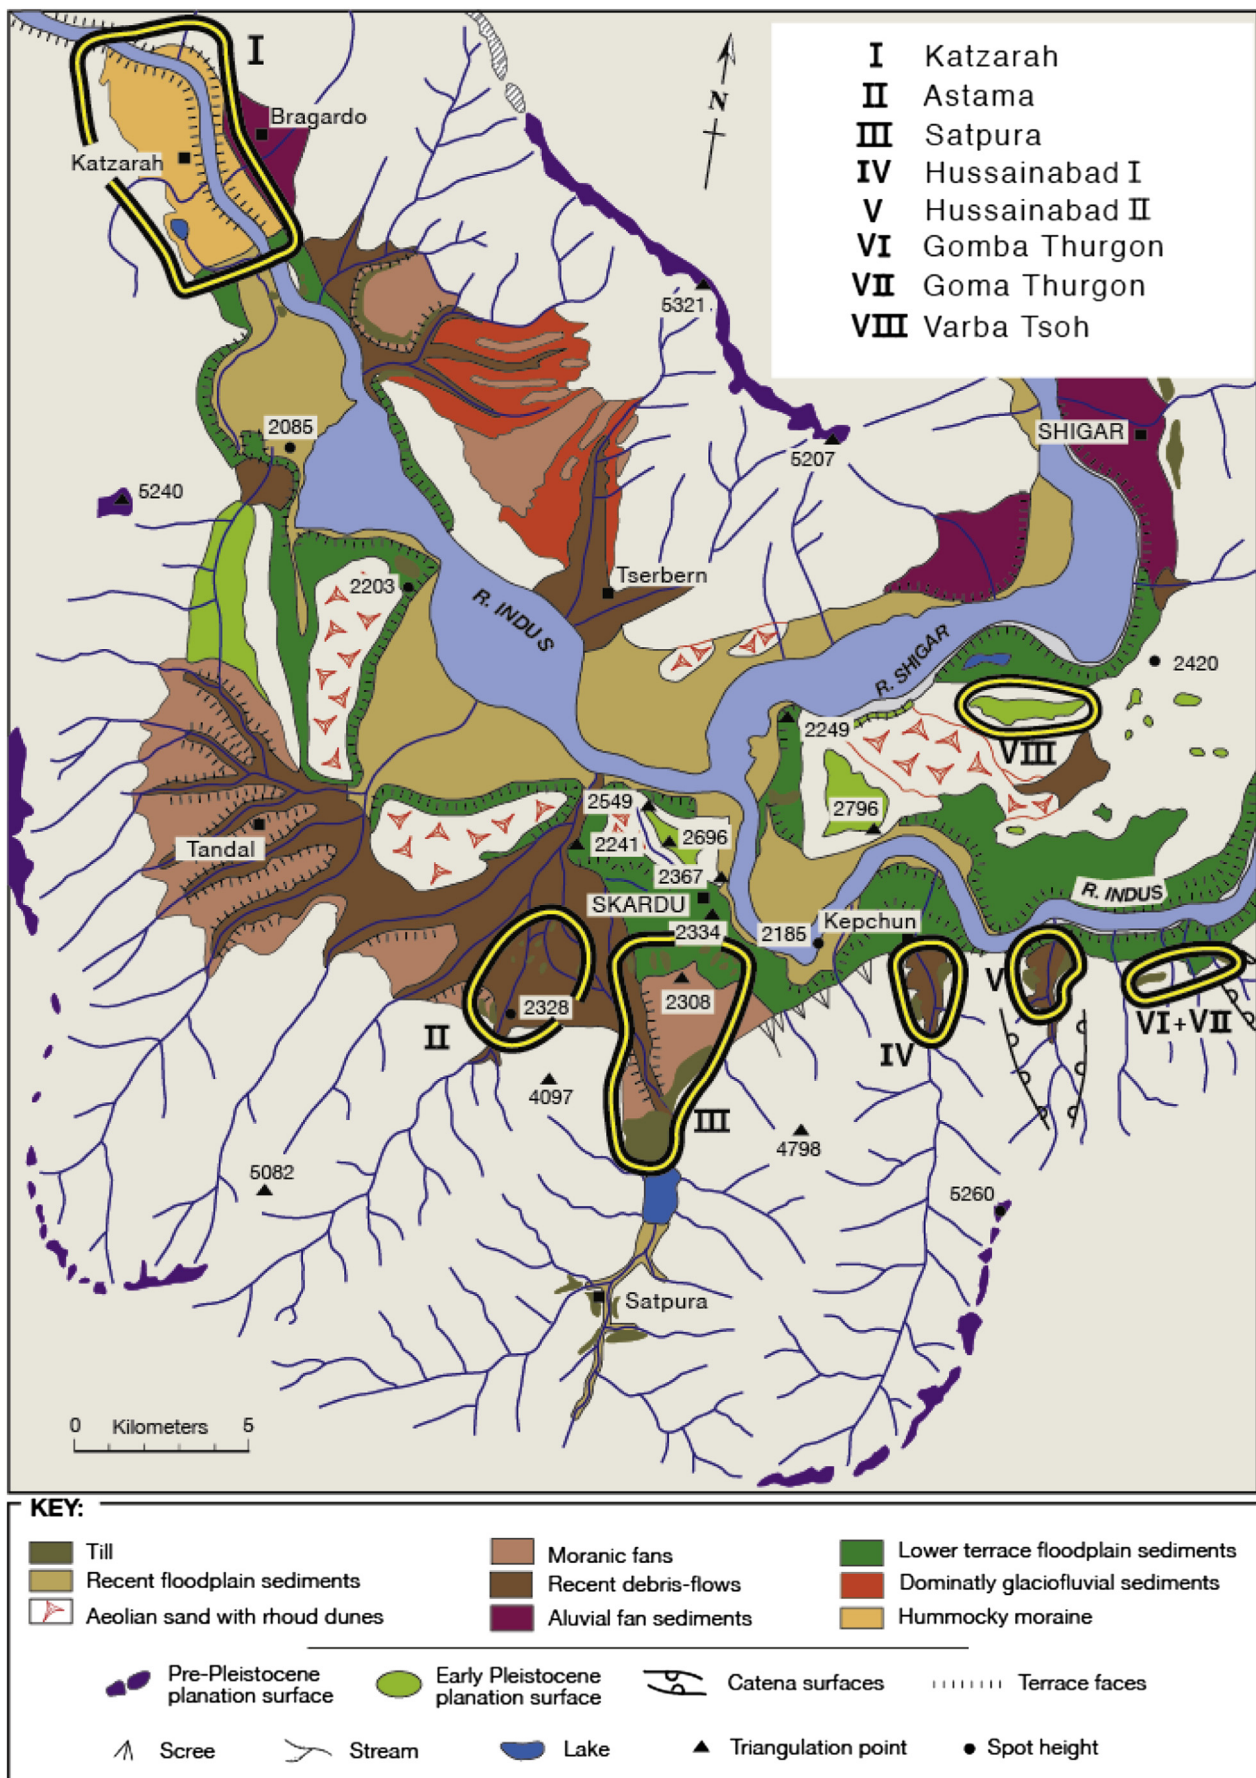 I Katzarah
II Astama
III Satpura
IV Hussainabad I
V Hussainabad II
VI Gomba Thurgon
VII Goma Thurgon
VIII Varba Tsoh
I
N
Bragardo
Katzarah
5321
5207
SHIGAR
2085
5240
2203
Tserbern
R. INDUS
R. SHIGAR
2420
2249
VIII
2549
2796
2241
2696
Tandal
2367
SKARDU
R. INDUS
2334
2185
Kepchun
2308
V
2328
II
IV
VI+VII
4097
III
4798
5082
5260
Satpura
0 Kilometers 5
KEY:
Till
Moranic fans
Lower terrace floodplain sediments
Recent floodplain sediments
Recent debris-flows
Dominatly glaciofluvial sediments
Aeolian sand with rhoud dunes
Aluvial fan sediments
Hummocky moraine
Pre-Pleistocene
planation surface
Early Pleistocene
planation surface
Catena surfaces
Terrace faces
Scree
Stream
Lake
Triangulation point
Spot height